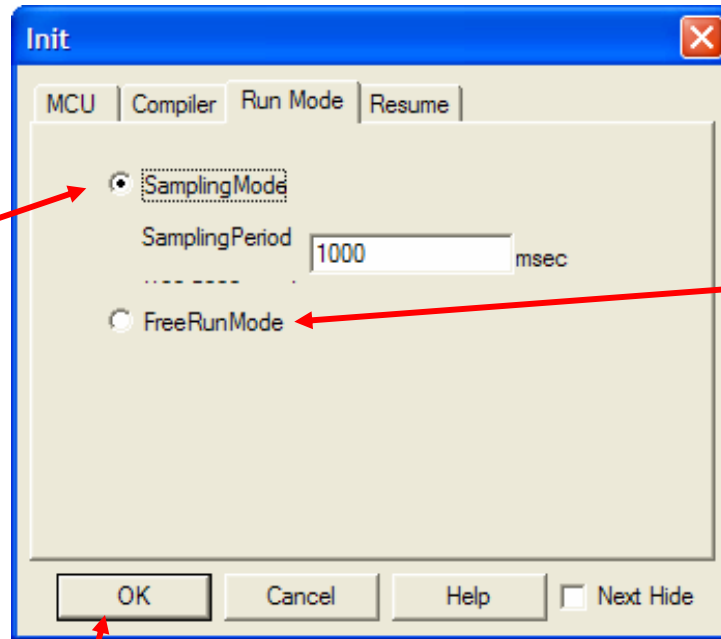 Init
MCU Compiler Run Mode Resume
SamplingMode
SamplingPeriod 1000 msec
FreeRunMode
OK Cancel Help Next Hide